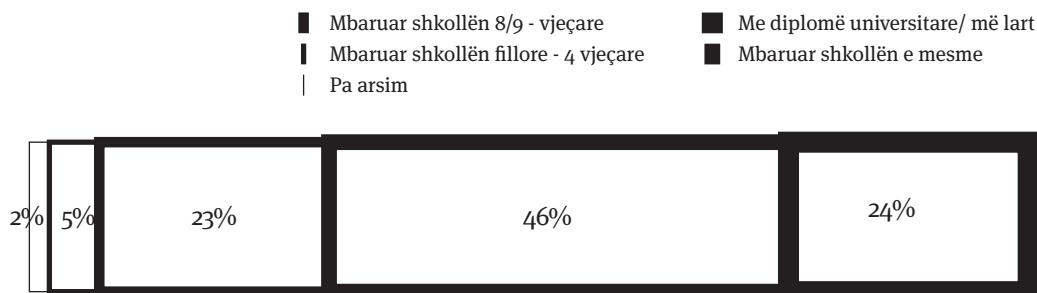 Mbaruar shkollën 8/9 - vjeçare
Mbaruar shkollën fillore - 4 vjeçare
Pa arsim
Me diplomë universitare/ më lart
Mbaruar shkollën e mesme
2% 5% 23% 46% 24%